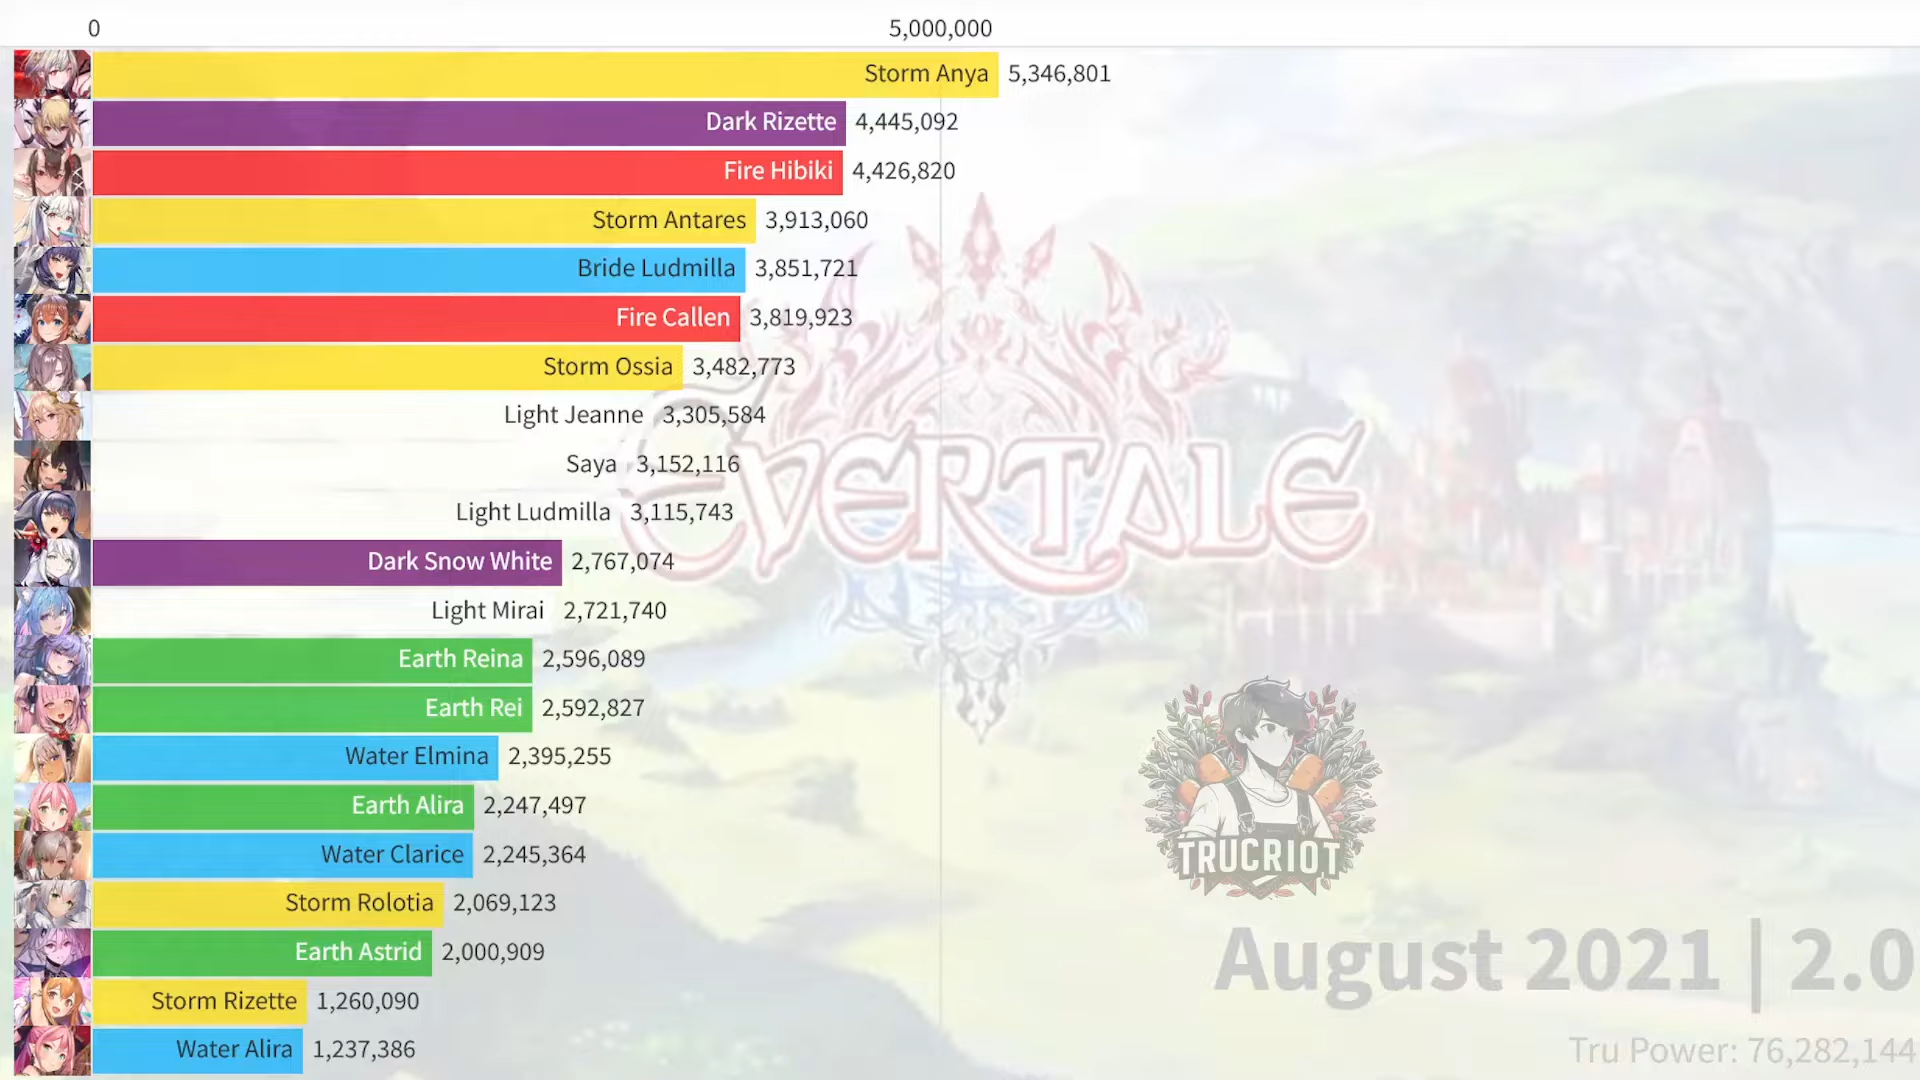 0 5,000,000
Storm Anya 5,346,801
Dark Rizette 4,445,092
Fire Hibiki 4,426,820
Storm Antares 3,913,060
Bride Ludmilla 3,851,721
Fire Callen 3,819,923
Storm Ossia 3,482,773
Light Jeanne 3,305,584
Saya 3,152,116
Light Ludmilla 3,115,743
Dark Snow White 2,767,074
Light Mirai 2,721,740
Earth Reina 2,596,089
Earth Rei 2,592,827
Water Elmina 2,395,255
Earth Alira 2,247,497
Water Clarice 2,245,364
Storm Rolotia 2,069,123
Earth Astrid 2,000,909
Storm Rizette 1,260,090
Water Alira 1,237,386
EVERTALE
TRUCRIOT
August 2021 | 2.0
Tru Power: 76,282,144